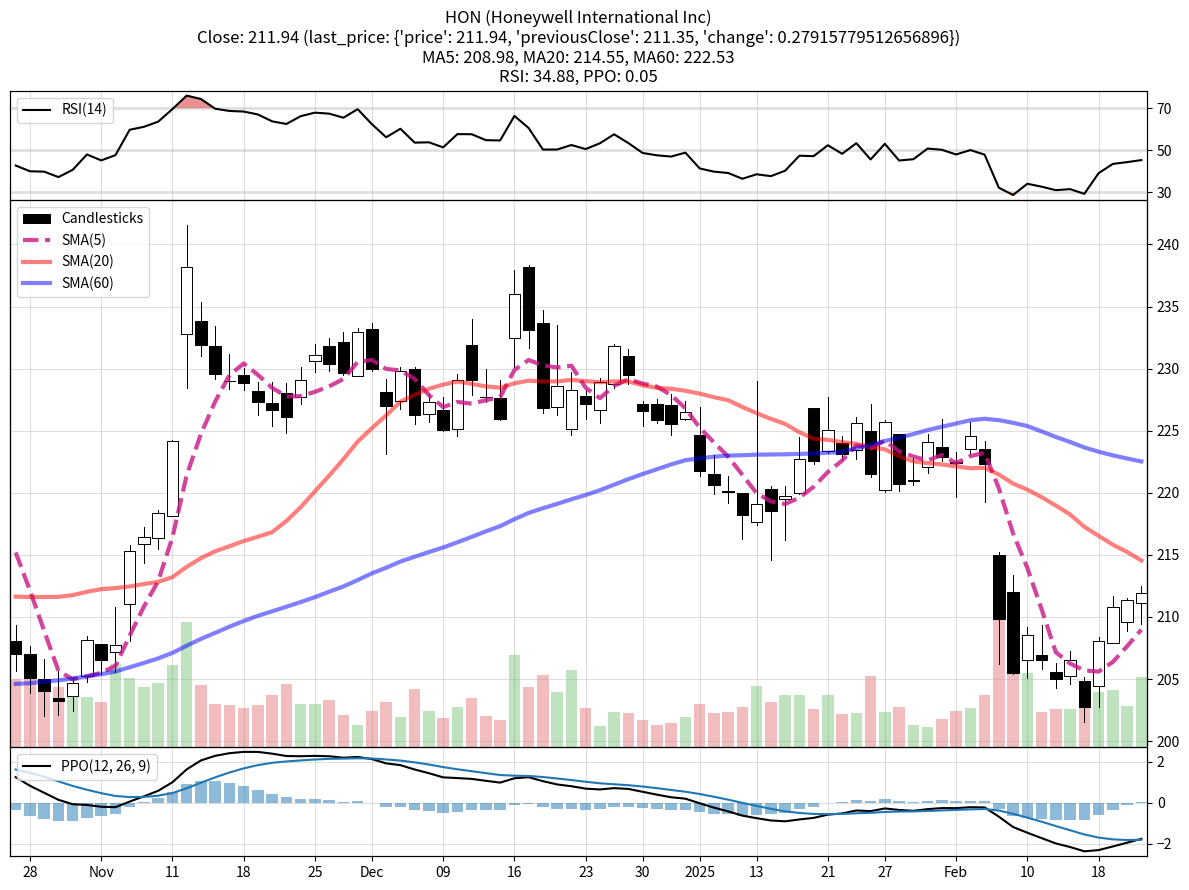 HON (Honeywell International Inc)
Close: 211.94 (last_price: {'price': 211.94, 'previousClose': 211.35, 'change': 0.27915779512656896})
MA5: 208.98, MA20: 214.55, MA60: 222.53
RSI: 34.88, PPO: 0.05
RSI(14)
70
50
30
Candlesticks
SMA(5)
SMA(20)
SMA(60)
240
235
230
225
220
215
210
205
200
PPO(12, 26, 9)
2
0
−2
28 Nov 11 18 25 Dec 09 16 23 30 2025 13 21 27 Feb 10 18